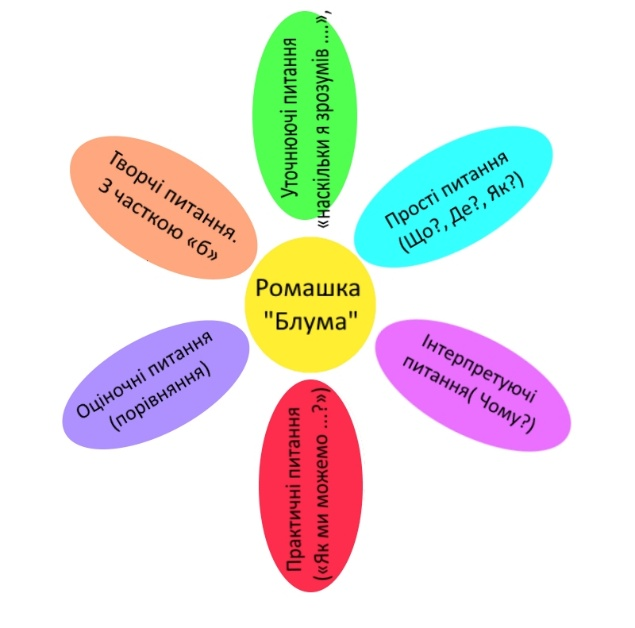 Ромашка
"Блума"
Уточнюючі питання
«наскільки я зрозумів ....»,
Прості питання
(Що?, Де?, Як?)
Інтерпретуючі
питання( Чому?)
Практичні питання
(«Як ми можемо ...?»)
Оціночні питання
(порівняння)
Творчі питання.
З часткою «б»